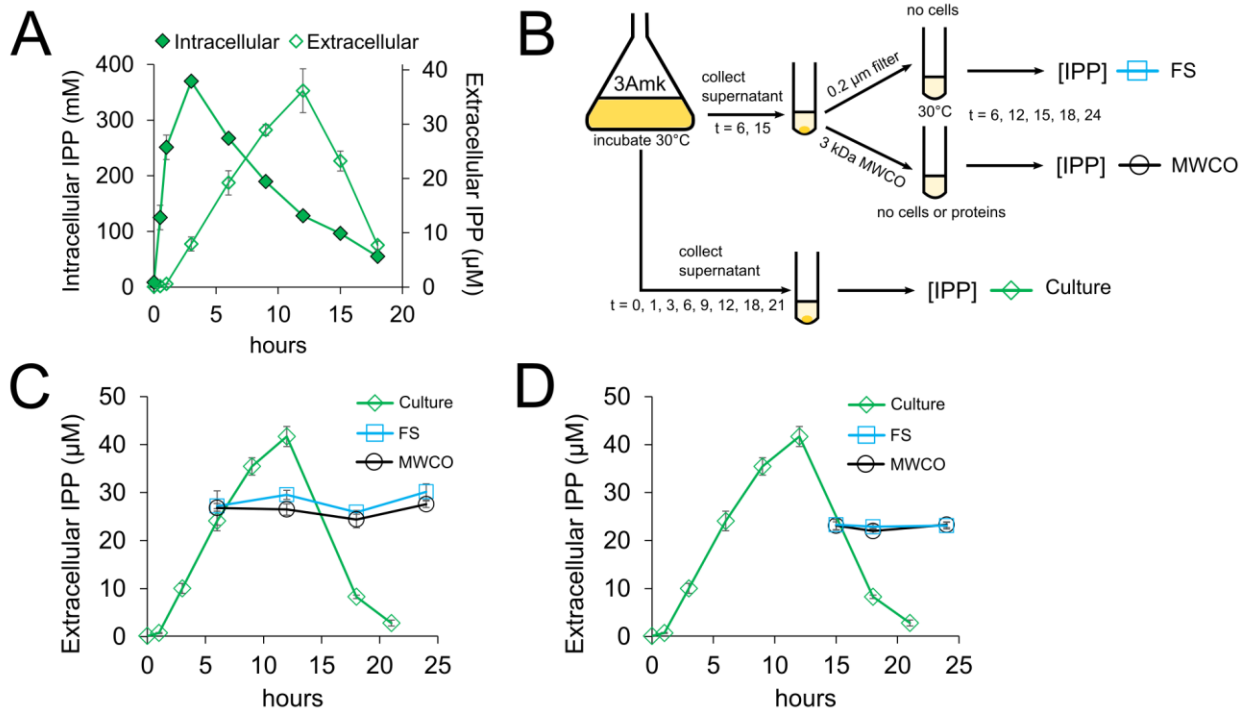 A
Intracellular
Extracellular
400
300
200
100
0
Intracellular IPP (mM)
40
30
20
10
0
Extracellular IPP (µM)
0
5
10
15
20
hours
B
3Amk
incubate 30°C
collect
supernatant
t = 6, 15
0.2 µm filter
3 kDa MWCO
no cells
30°C
[IPP]
FS
t = 6, 12, 15, 18, 24
[IPP]
MWCO
no cells or proteins
collect
supernatant
t = 0, 1, 3, 6, 9, 12, 18, 21
[IPP]
Culture
C
50
40
30
20
10
0
Extracellular IPP (µM)
Culture
FS
MWCO
0
5
10
15
20
25
hours
D
50
40
30
20
10
0
Extracellular IPP (µM)
Culture
FS
MWCO
0
5
10
15
20
25
hours